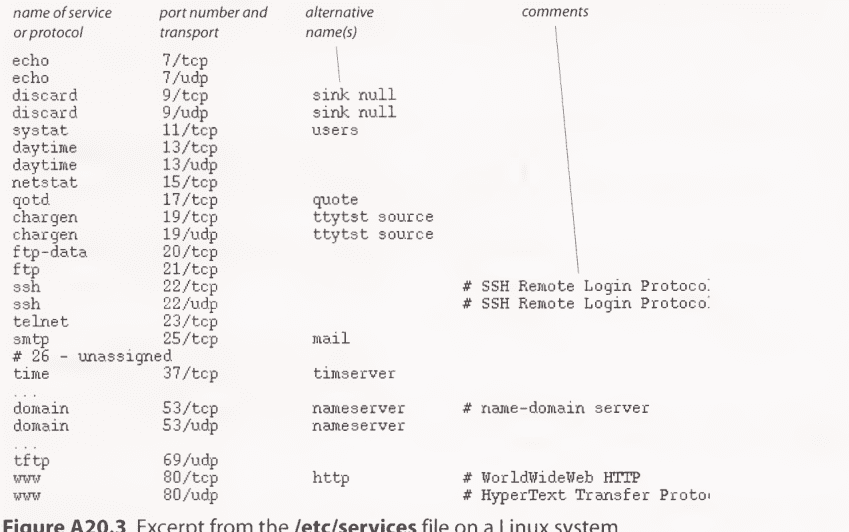 name of service port number and alternative comments
or protocol transport name(s)
echo 7/tcp
echo 7/udp
discard 9/tcp sink null
discard 9/udp sink null
systat 11/tcp users
daytime 13/tcp
daytime 13/udp
netstat 15/tcp
qotd 17/tcp quote
chargen 19/tcp ttytst source
chargen 19/udp ttytst source
ftp-data 20/tcp
ftp 21/tcp
ssh 22/tcp # SSH Remote Login Protocol
ssh 22/udp # SSH Remote Login Protocol
telnet 23/tcp
smtp 25/tcp mail
# 26 - unassigned
time 37/tcp timserver
...
domain 53/tcp nameserver # name-domain server
domain 53/udp nameserver
...
tftp 69/udp
www 80/tcp http # WorldWideWeb HTTP
www 80/udp # HyperText Transfer Proto
Figure A20.3 Excerpt from the /etc/services file on a Linux system